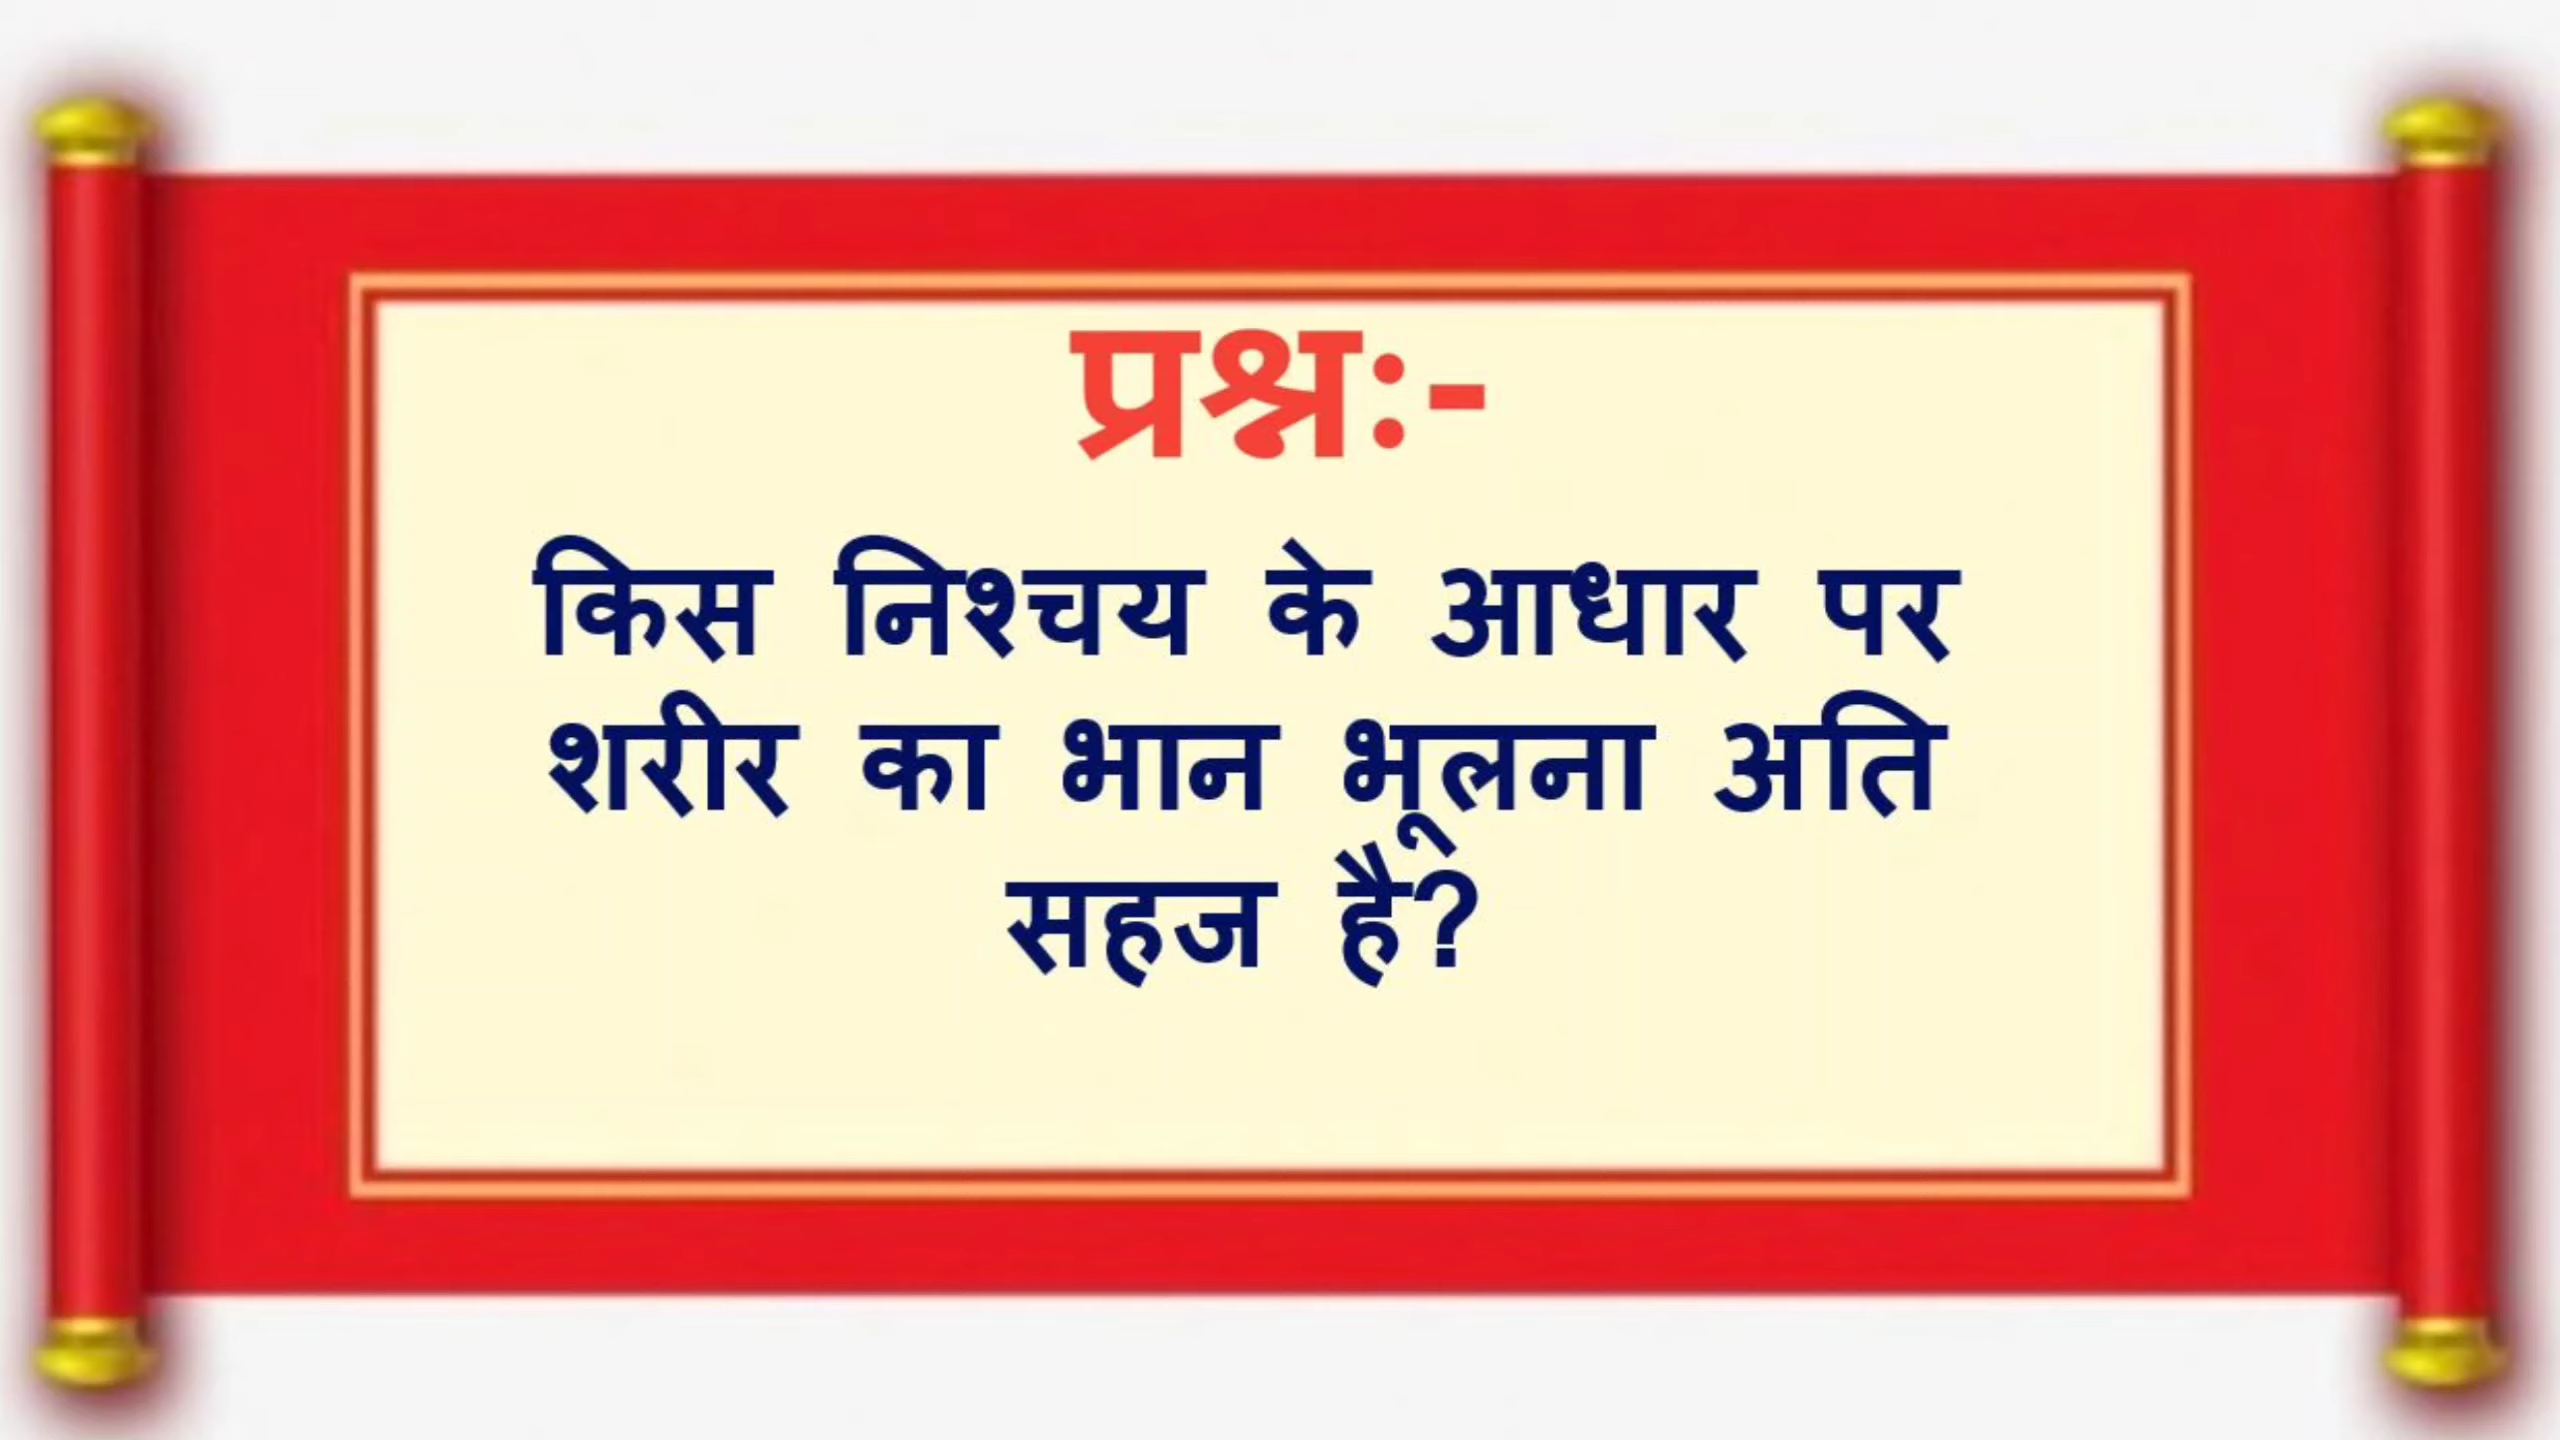 प्रश्न:-
किस निश्चय के आधार पर
शरीर का भान भूलना अति
सहज है?